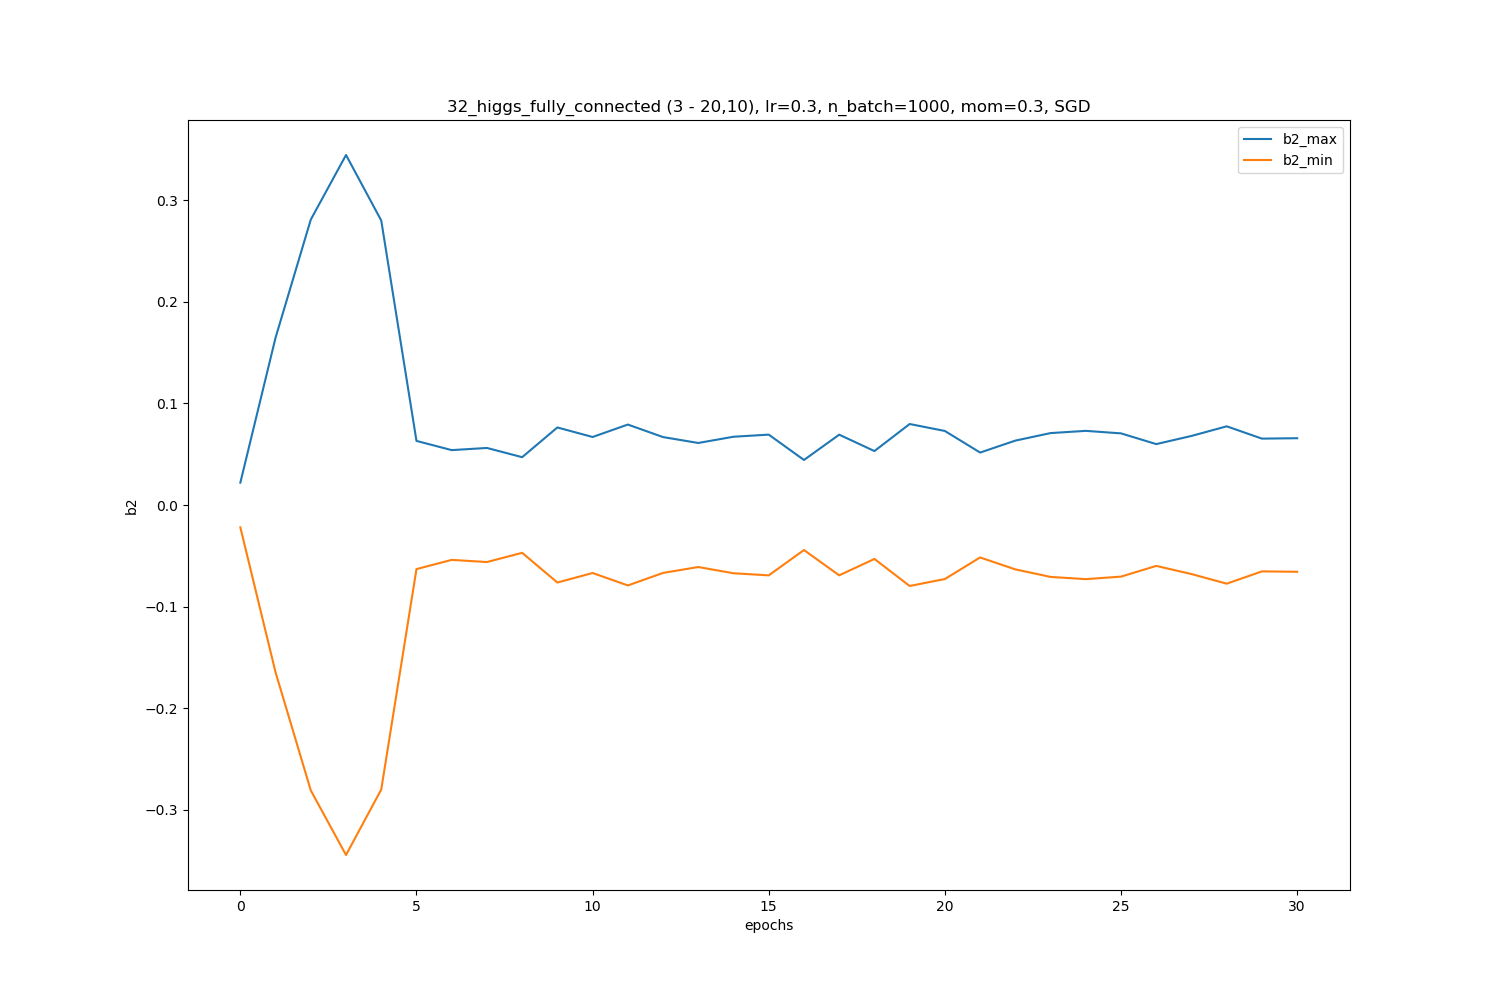 32_higgs_fully_connected (3 - 20,10), lr=0.3, n_batch=1000, mom=0.3, SGD
b2_max
b2_min
0.3
0.2
0.1
0.0
−0.1
−0.2
−0.3
b2
0 5 10 15 20 25 30
epochs